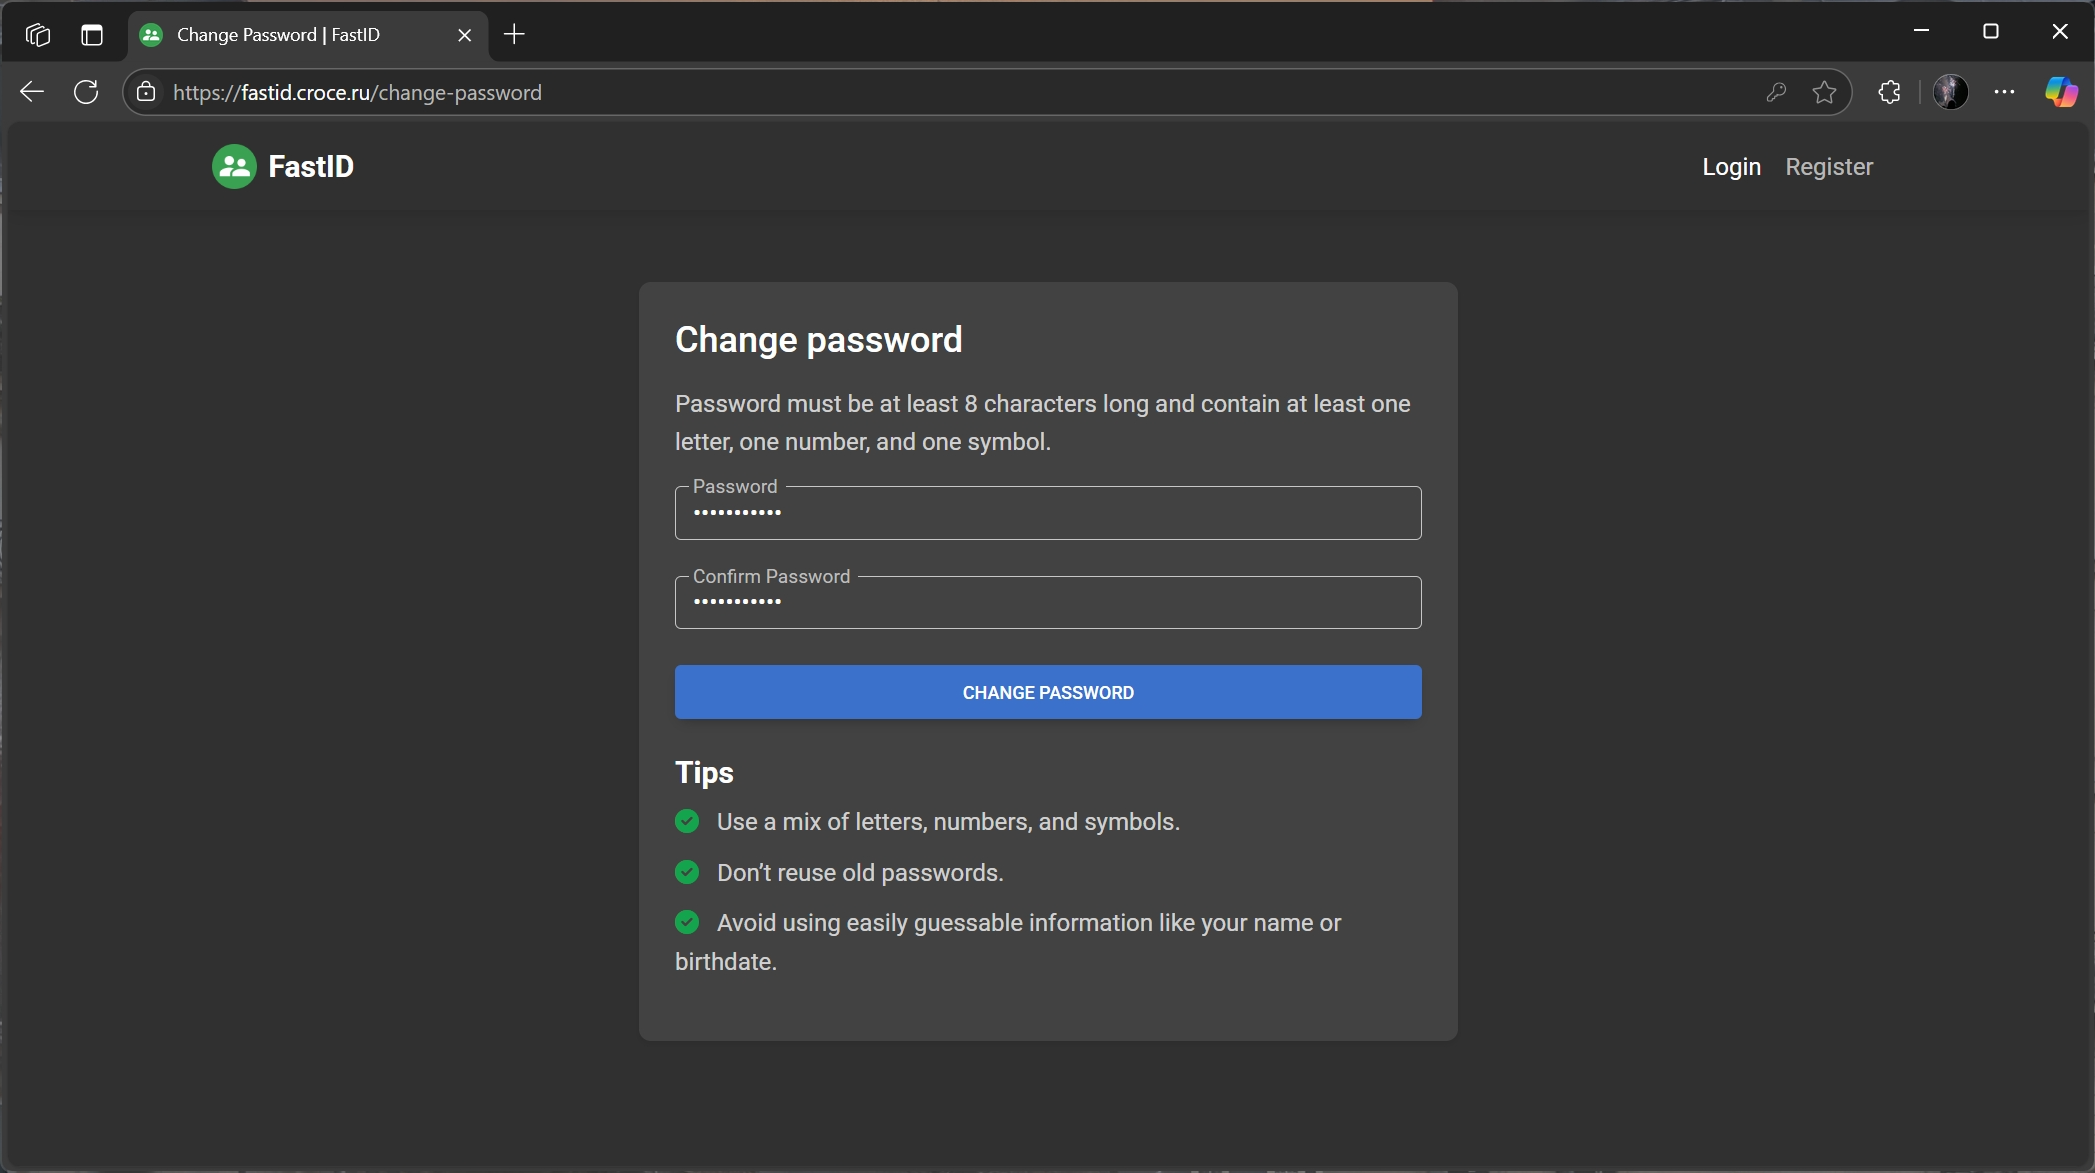 Change Password | FastID
https://fastid.croce.ru/change-password
FastID
Login Register
Change password
Password must be at least 8 characters long and contain at least one
letter, one number, and one symbol.
Password
•••••••••••
Confirm Password
•••••••••••
CHANGE PASSWORD
Tips
Use a mix of letters, numbers, and symbols.
Don’t reuse old passwords.
Avoid using easily guessable information like your name or
birthdate.